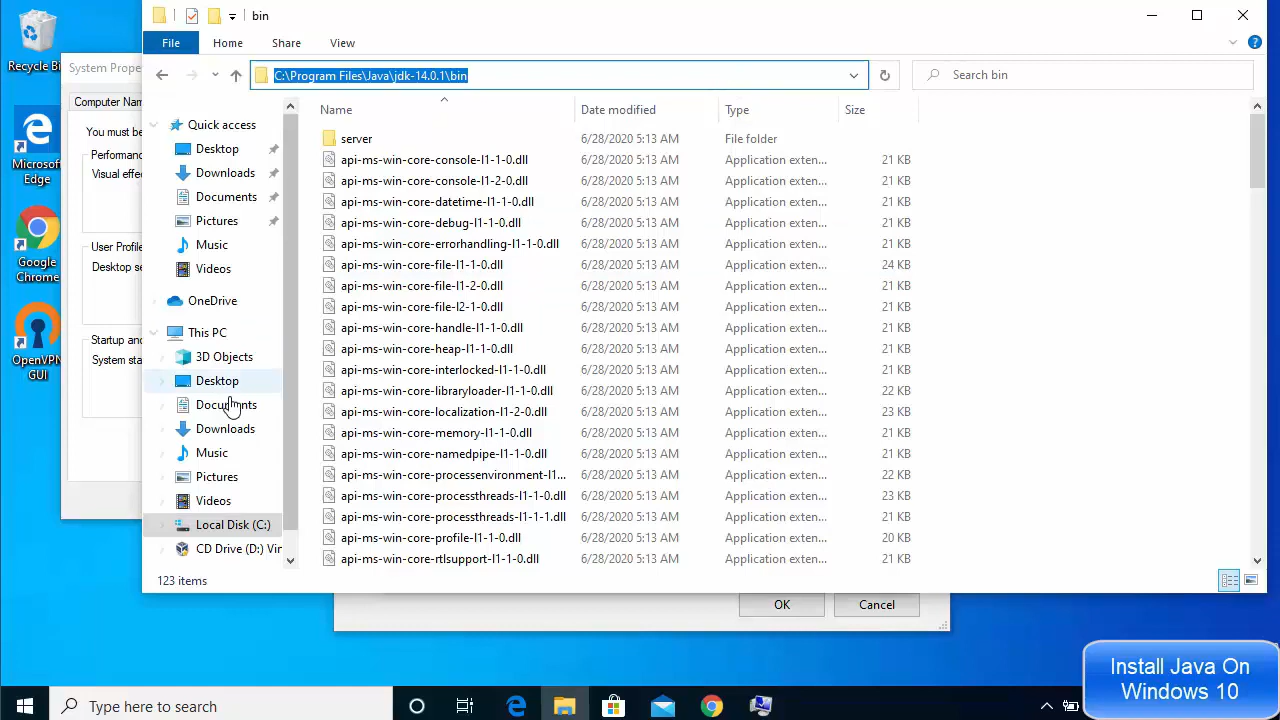 bin
File
Home
Share
View
C:\Program Files\Java\jdk-14.0.1\bin
Search bin
Name
Date modified
Type
Size
Quick access
Desktop
Downloads
Documents
Pictures
Music
Videos
OneDrive
This PC
3D Objects
Desktop
Documents
Downloads
Music
Pictures
Videos
Local Disk (C:)
CD Drive (D:) Vir
server 6/28/2020 5:13 AM File folder
api-ms-win-core-console-l1-1-0.dll 6/28/2020 5:13 AM Application exten... 21 KB
api-ms-win-core-console-l1-2-0.dll 6/28/2020 5:13 AM Application exten... 21 KB
api-ms-win-core-datetime-l1-1-0.dll 6/28/2020 5:13 AM Application exten... 21 KB
api-ms-win-core-debug-l1-1-0.dll 6/28/2020 5:13 AM Application exten... 21 KB
api-ms-win-core-errorhandling-l1-1-0.dll 6/28/2020 5:13 AM Application exten... 21 KB
api-ms-win-core-file-l1-1-0.dll 6/28/2020 5:13 AM Application exten... 24 KB
api-ms-win-core-file-l1-2-0.dll 6/28/2020 5:13 AM Application exten... 21 KB
api-ms-win-core-file-l2-1-0.dll 6/28/2020 5:13 AM Application exten... 21 KB
api-ms-win-core-handle-l1-1-0.dll 6/28/2020 5:13 AM Application exten... 21 KB
api-ms-win-core-heap-l1-1-0.dll 6/28/2020 5:13 AM Application exten... 21 KB
api-ms-win-core-interlocked-l1-1-0.dll 6/28/2020 5:13 AM Application exten... 21 KB
api-ms-win-core-libraryloader-l1-1-0.dll 6/28/2020 5:13 AM Application exten... 22 KB
api-ms-win-core-localization-l1-2-0.dll 6/28/2020 5:13 AM Application exten... 23 KB
api-ms-win-core-memory-l1-1-0.dll 6/28/2020 5:13 AM Application exten... 21 KB
api-ms-win-core-namedpipe-l1-1-0.dll 6/28/2020 5:13 AM Application exten... 21 KB
api-ms-win-core-processenvironment-l1... 6/28/2020 5:13 AM Application exten... 22 KB
api-ms-win-core-processthreads-l1-1-0.dll 6/28/2020 5:13 AM Application exten... 23 KB
api-ms-win-core-processthreads-l1-1-1.dll 6/28/2020 5:13 AM Application exten... 21 KB
api-ms-win-core-profile-l1-1-0.dll 6/28/2020 5:13 AM Application exten... 20 KB
api-ms-win-core-rtlsupport-l1-1-0.dll 6/28/2020 5:13 AM Application exten... 21 KB
123 items
Recycle Bi
Microsof
Edge
Google
Chrome
OpenVPN
GUI
System Prope
Computer Nam
You must be
Performanc
Visual effec
User Profile
Desktop se
Startup and
System sta
OK
Cancel
Type here to search
Install Java On
Windows 10